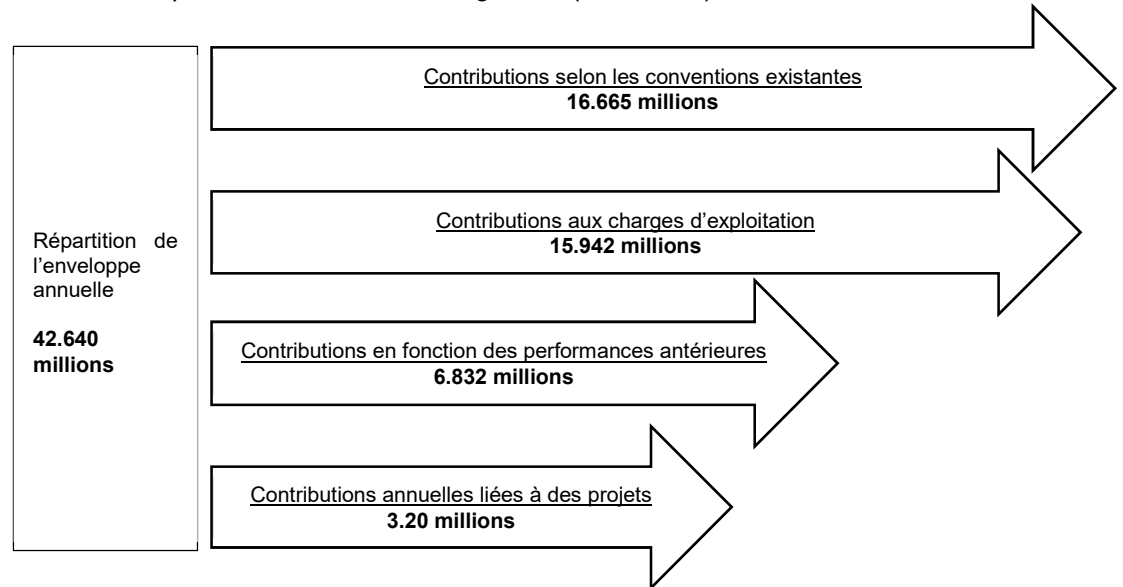 Répartition de
l'enveloppe
annuelle
42.640
millions
Contributions selon les conventions existantes
16.665 millions
Contributions aux charges d'exploitation
15.942 millions
Contributions en fonction des performances antérieures
6.832 millions
Contributions annuelles liées à des projets
3.20 millions